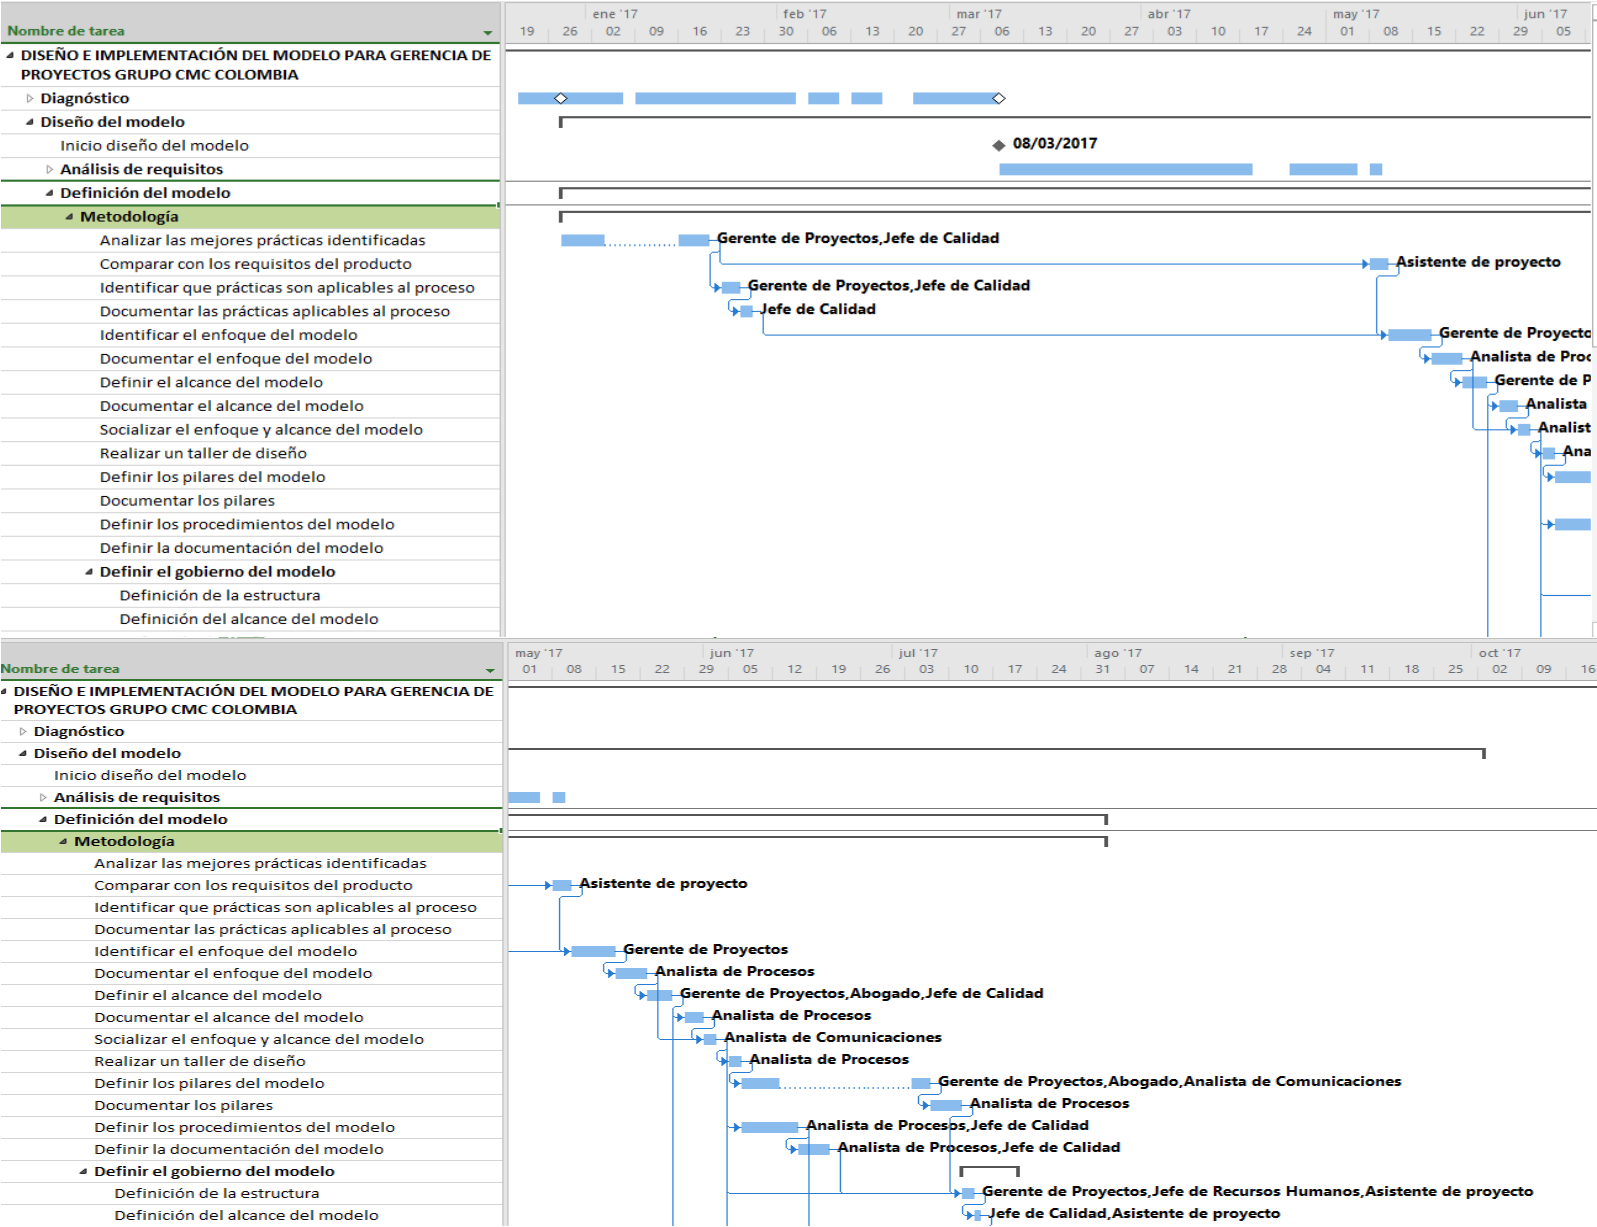 ene '17 feb '17 mar '17 abr '17 may '17 jun '17
Nombre de tarea 19 26 02 09 16 23 30 06 13 20 27 06 13 20 27 03 10 17 24 01 08 15 22 29 05
DISEÑO E IMPLEMENTACIÓN DEL MODELO PARA GERENCIA DE
PROYECTOS GRUPO CMC COLOMBIA
Diagnóstico
Diseño del modelo
Inicio diseño del modelo 08/03/2017
Análisis de requisitos
Definición del modelo
Metodología
Analizar las mejores prácticas identificadas Gerente de Proyectos,Jefe de Calidad
Comparar con los requisitos del producto Asistente de proyecto
Identificar que prácticas son aplicables al proceso Gerente de Proyectos,Jefe de Calidad
Documentar las prácticas aplicables al proceso Jefe de Calidad
Identificar el enfoque del modelo Gerente de Proyecto
Documentar el enfoque del modelo Analista de Proc
Definir el alcance del modelo Gerente de P
Documentar el alcance del modelo Analista
Socializar el enfoque y alcance del modelo Analist
Realizar un taller de diseño Ana
Definir los pilares del modelo
Documentar los pilares
Definir los procedimientos del modelo
Definir la documentación del modelo
Definir el gobierno del modelo
Definición de la estructura
Definición del alcance del modelo
may '17 jun '17 jul '17 ago '17 sep '17 oct '17
Nombre de tarea 01 08 15 22 29 05 12 19 26 03 10 17 24 31 07 14 21 28 04 11 18 25 02 09 16
DISEÑO E IMPLEMENTACIÓN DEL MODELO PARA GERENCIA DE
PROYECTOS GRUPO CMC COLOMBIA
Diagnóstico
Diseño del modelo
Inicio diseño del modelo
Análisis de requisitos
Definición del modelo
Metodología
Analizar las mejores prácticas identificadas
Comparar con los requisitos del producto Asistente de proyecto
Identificar que prácticas son aplicables al proceso
Documentar las prácticas aplicables al proceso
Identificar el enfoque del modelo Gerente de Proyectos
Documentar el enfoque del modelo Analista de Procesos
Definir el alcance del modelo Gerente de Proyectos,Abogado,Jefe de Calidad
Documentar el alcance del modelo Analista de Procesos
Socializar el enfoque y alcance del modelo Analista de Comunicaciones
Realizar un taller de diseño Analista de Procesos
Definir los pilares del modelo Gerente de Proyectos,Abogado,Analista de Comunicaciones
Documentar los pilares Analista de Procesos
Definir los procedimientos del modelo Analista de Procesos,Jefe de Calidad
Definir la documentación del modelo Analista de Procesos,Jefe de Calidad
Definir el gobierno del modelo
Definición de la estructura Gerente de Proyectos,Jefe de Recursos Humanos,Asistente de proyecto
Definición del alcance del modelo Jefe de Calidad,Asistente de proyecto